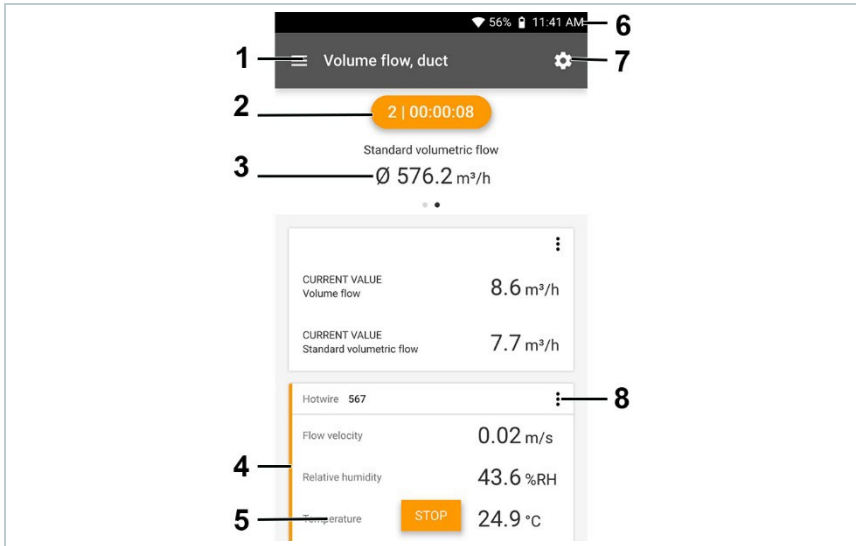 56% 11:41 AM 6
1 Volume flow, duct 7
2 2 | 00:00:08
Standard volumetric flow
3 Ø 576.2 m³/h
CURRENT VALUE
Volume flow 8.6 m³/h
CURRENT VALUE
Standard volumetric flow 7.7 m³/h
Hotwire 567 8
Flow velocity 0.02 m/s
4
Relative humidity 43.6 %RH
5 Temperature STOP 24.9 °C